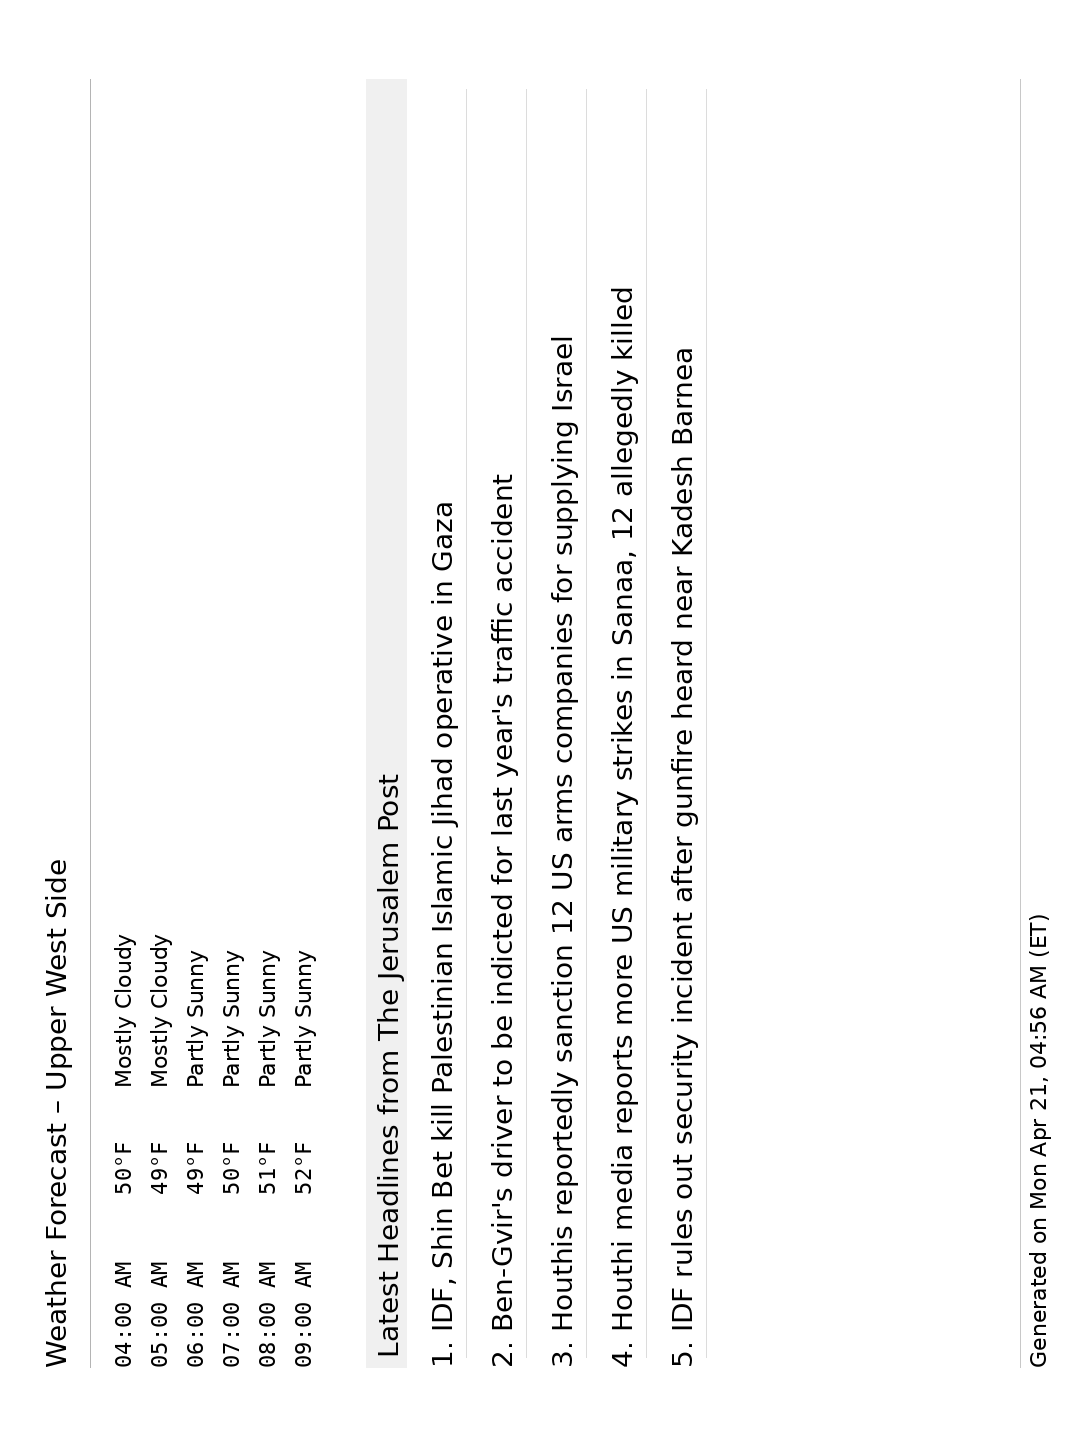 Weather Forecast – Upper West Side
04:00 AM 50°F Mostly Cloudy
05:00 AM 49°F Mostly Cloudy
06:00 AM 49°F Partly Sunny
07:00 AM 50°F Partly Sunny
08:00 AM 51°F Partly Sunny
09:00 AM 52°F Partly Sunny
Latest Headlines from The Jerusalem Post
1. IDF, Shin Bet kill Palestinian Islamic Jihad operative in Gaza
2. Ben-Gvir's driver to be indicted for last year's traffic accident
3. Houthis reportedly sanction 12 US arms companies for supplying Israel
4. Houthi media reports more US military strikes in Sanaa, 12 allegedly killed
5. IDF rules out security incident after gunfire heard near Kadesh Barnea
Generated on Mon Apr 21, 04:56 AM (ET)